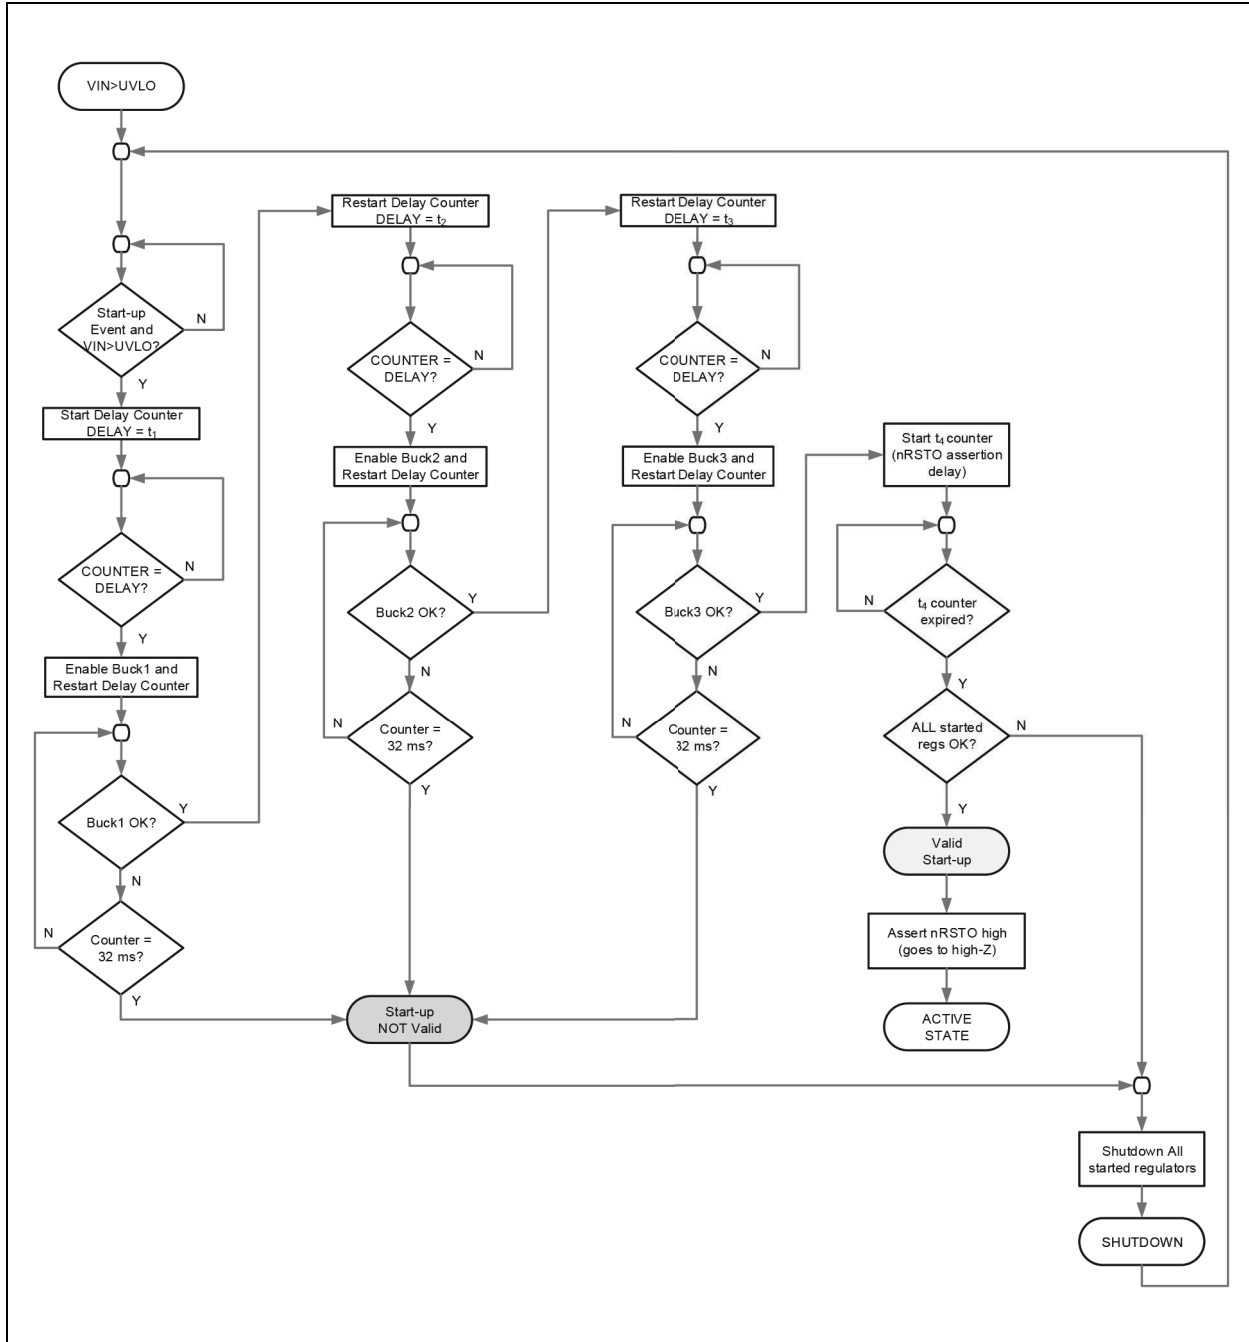 VIN>UVLO
Start-up
Event and
VIN>UVLO?
N
Y
Start Delay Counter
DELAY = t1
COUNTER =
DELAY?
N
Y
Enable Buck1 and
Restart Delay Counter
Buck1 OK?
Y
N
Counter =
32 ms?
N
Y
Restart Delay Counter
DELAY = t2
COUNTER =
DELAY?
N
Y
Enable Buck2 and
Restart Delay Counter
Buck2 OK?
Y
N
Counter =
32 ms?
N
Y
Start-up
NOT Valid
Restart Delay Counter
DELAY = t3
COUNTER =
DELAY?
N
Y
Enable Buck3 and
Restart Delay Counter
Buck3 OK?
Y
N
Counter =
32 ms?
N
Y
Start t4 counter
(nRSTO assertion
delay)
t4 counter
expired?
N
Y
ALL started
regs OK?
N
Y
Valid
Start-up
Assert nRSTO high
(goes to high-Z)
ACTIVE
STATE
Shutdown All
started regulators
SHUTDOWN